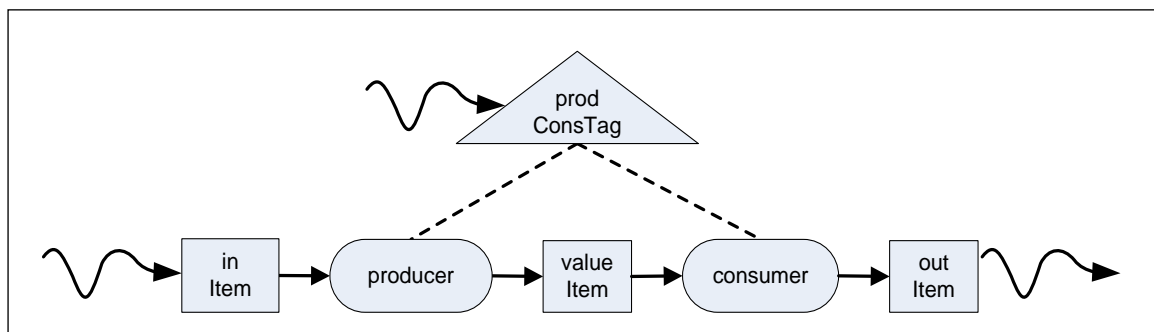 prod
ConsTag
in
Item
producer
value
Item
consumer
out
Item